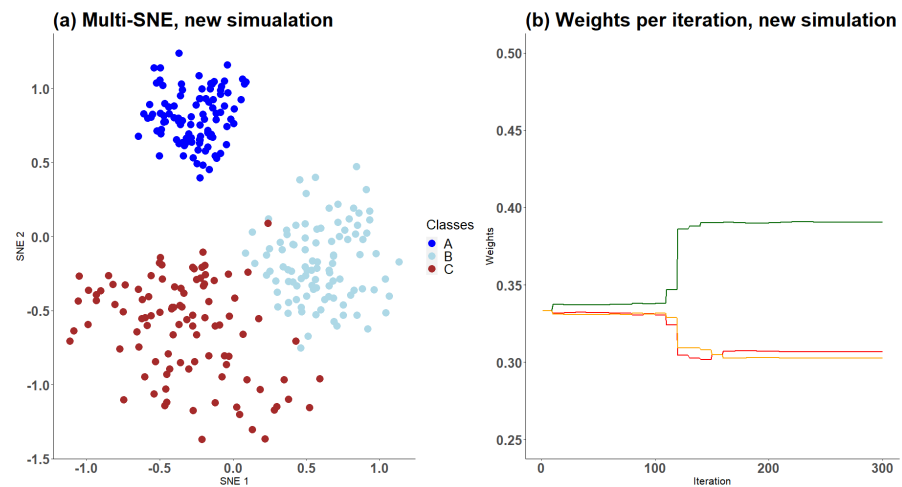 (a) Multi-SNE, new simualation
1.0
0.5
0.0
-0.5
-1.0
-1.5
SNE 2
-1.0
-0.5
0.0
0.5
1.0
SNE 1
Classes
A
B
C
(b) Weights per iteration, new simulation
0.50
0.45
0.40
0.35
0.30
0.25
Weights
0
100
200
300
Iteration